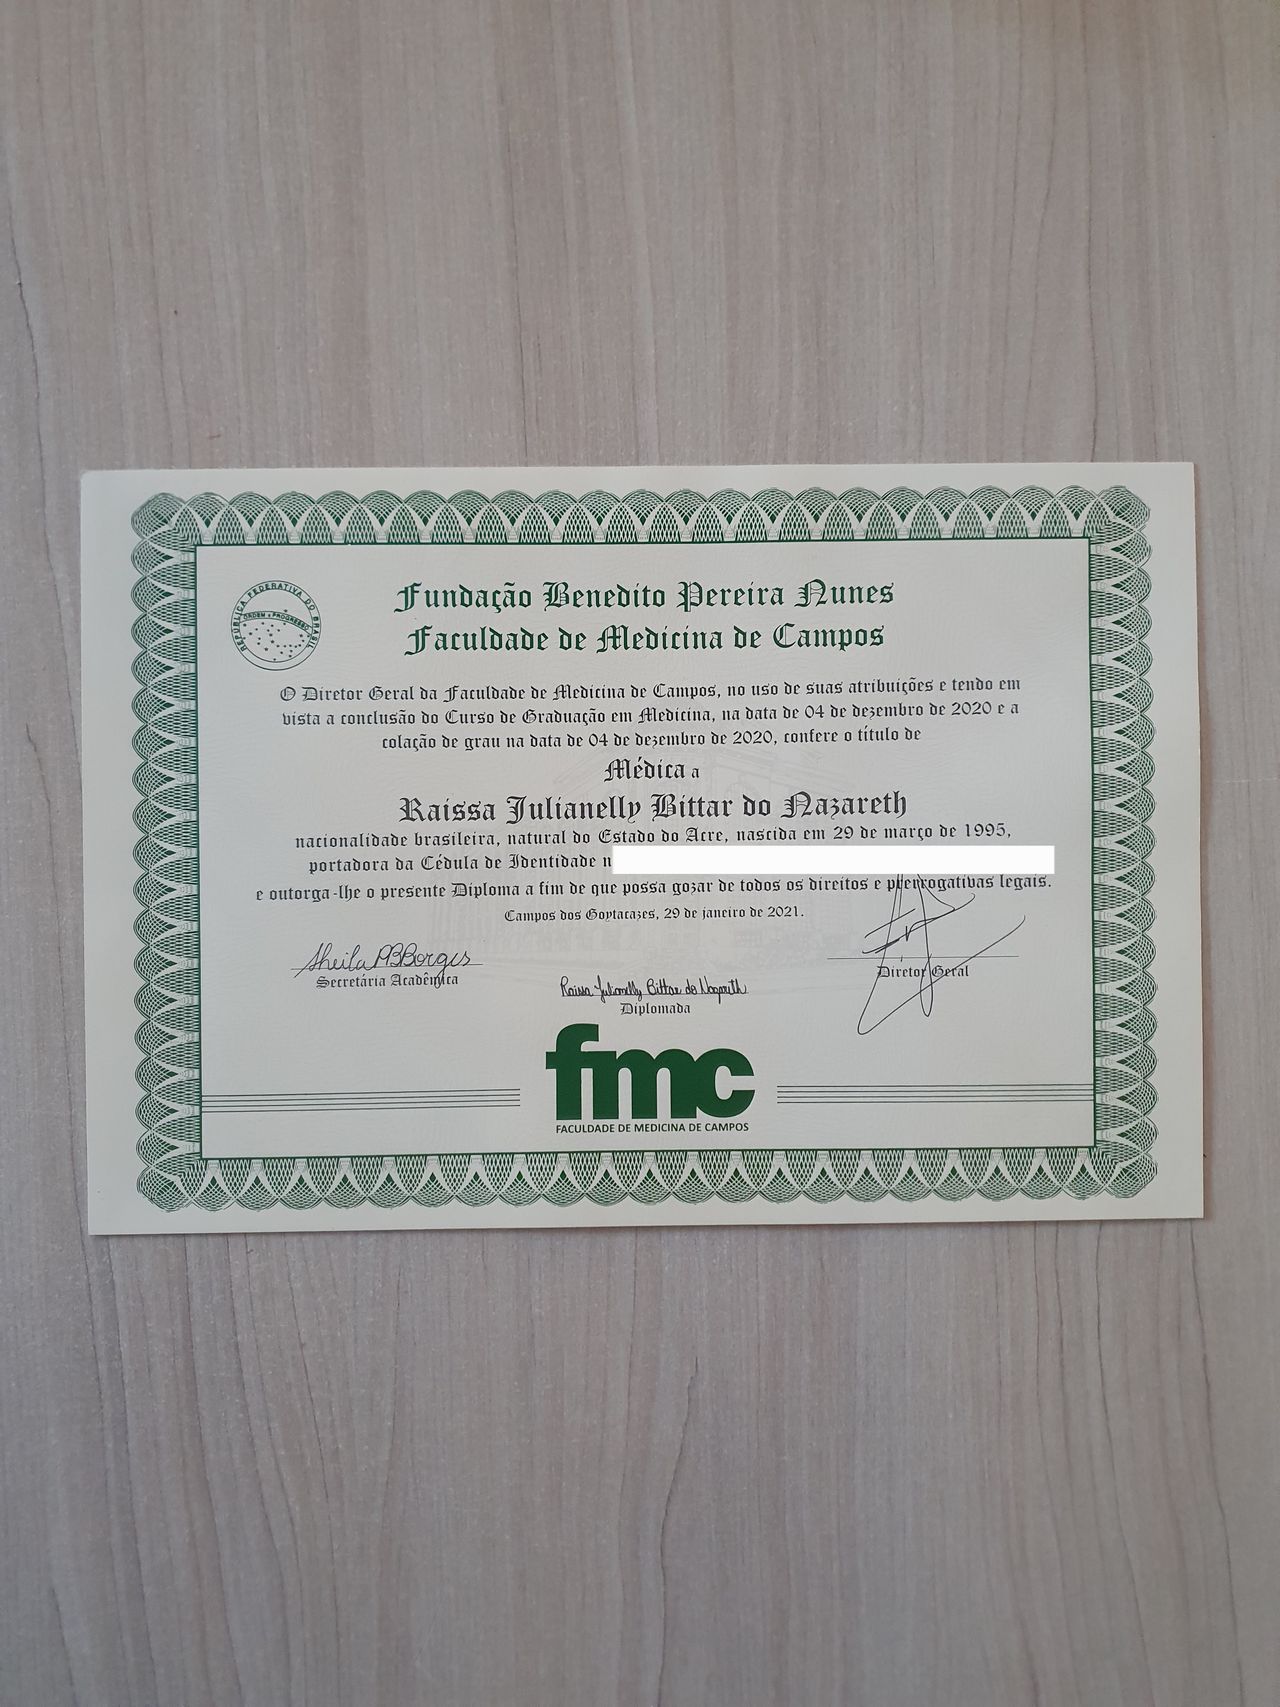 REPÚBLICA FEDERATIVA DO BRASIL
ORDEM E PROGRESSO
Fundação Benedito Pereira Nunes
Faculdade de Medicina de Campos
O Diretor Geral da Faculdade de Medicina de Campos, no uso de suas atribuições e tendo em
vista a conclusão do Curso de Graduação em Medicina, na data de 04 de dezembro de 2020 e a
colação de grau na data de 04 de dezembro de 2020, confere o título de
Médica a
Raissa Julianelly Bittar do Nazareth
nacionalidade brasileira, natural do Estado do Acre, nascida em 29 de março de 1995,
portadora da Cédula de Identidade n
e outorga-lhe o presente Diploma a fim de que possa gozar de todos os direitos e prerrogativas legais.
Campos dos Goytacazes, 29 de janeiro de 2021.
Sheila PBBorges
Secretária Acadêmica
Raissa Julianelly Bittar do Nazareth
Diplomada
Diretor Geral
fmc
FACULDADE DE MEDICINA DE CAMPOS